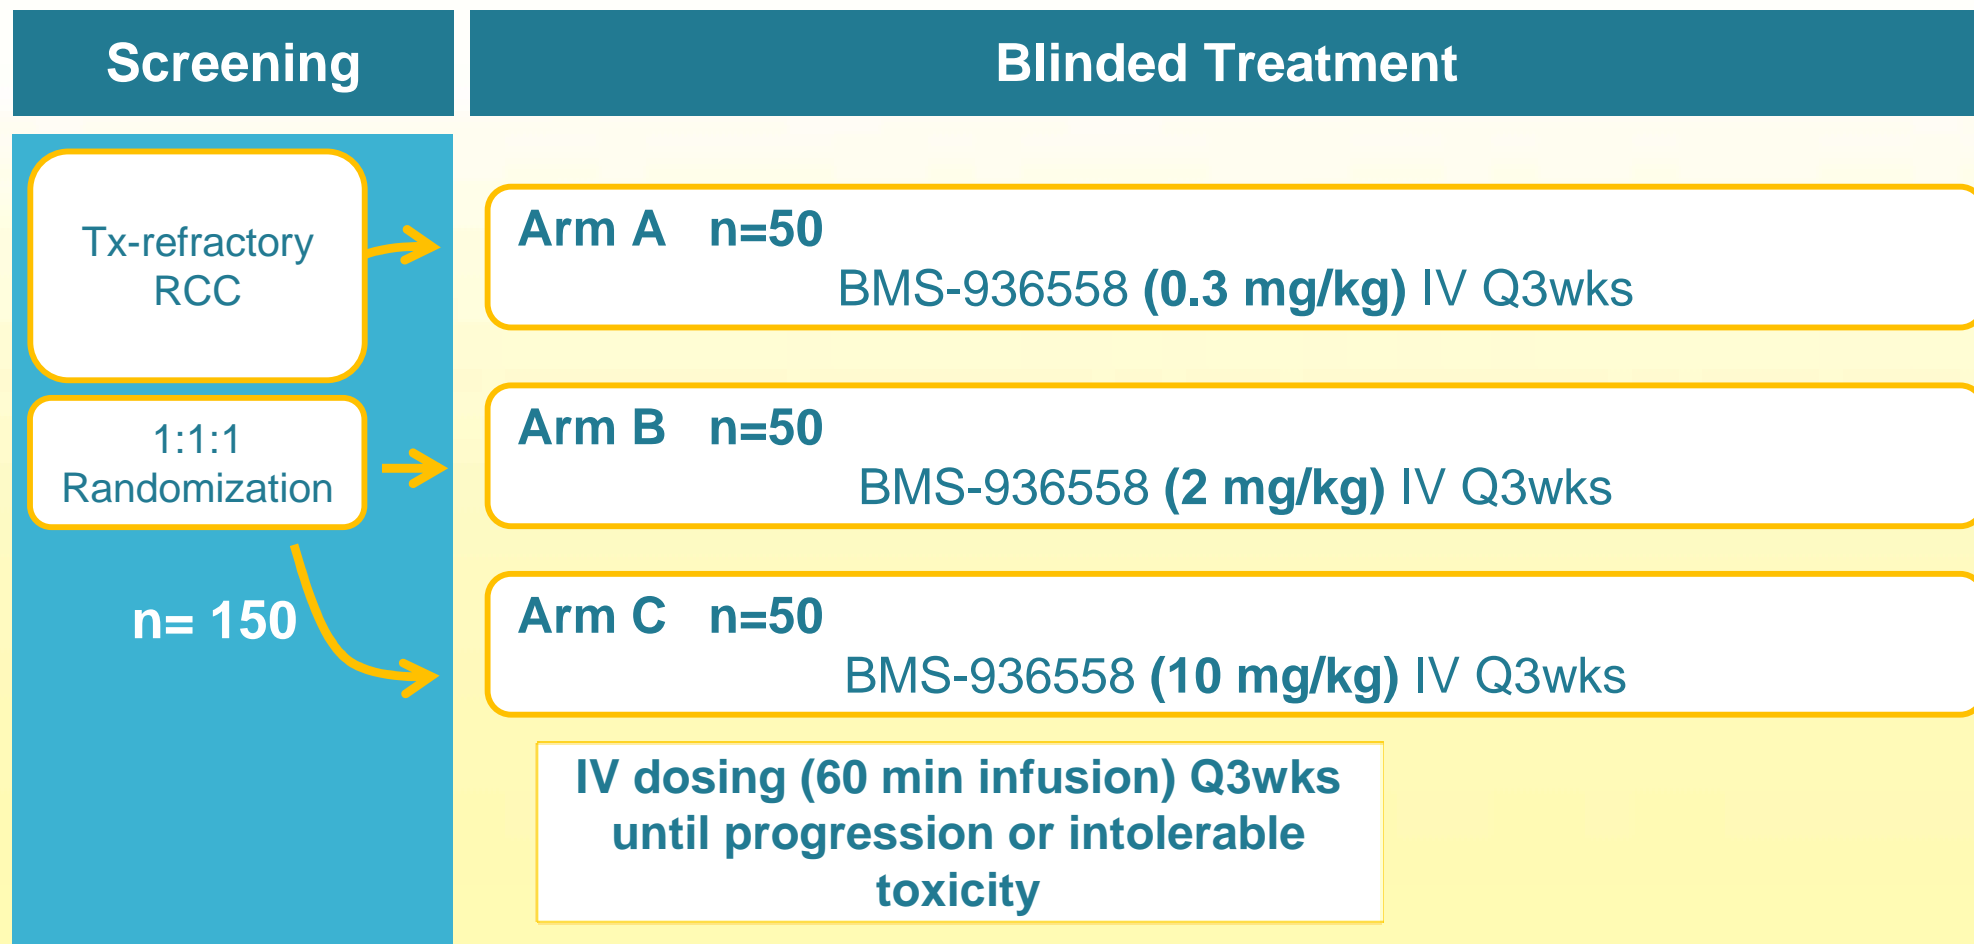 Screening
Blinded Treatment
Tx-refractory
RCC
1:1:1
Randomization
n= 150
Arm A n=50
BMS-936558 (0.3 mg/kg) IV Q3wks
Arm B n=50
BMS-936558 (2 mg/kg) IV Q3wks
Arm C n=50
BMS-936558 (10 mg/kg) IV Q3wks
IV dosing (60 min infusion) Q3wks
until progression or intolerable
toxicity